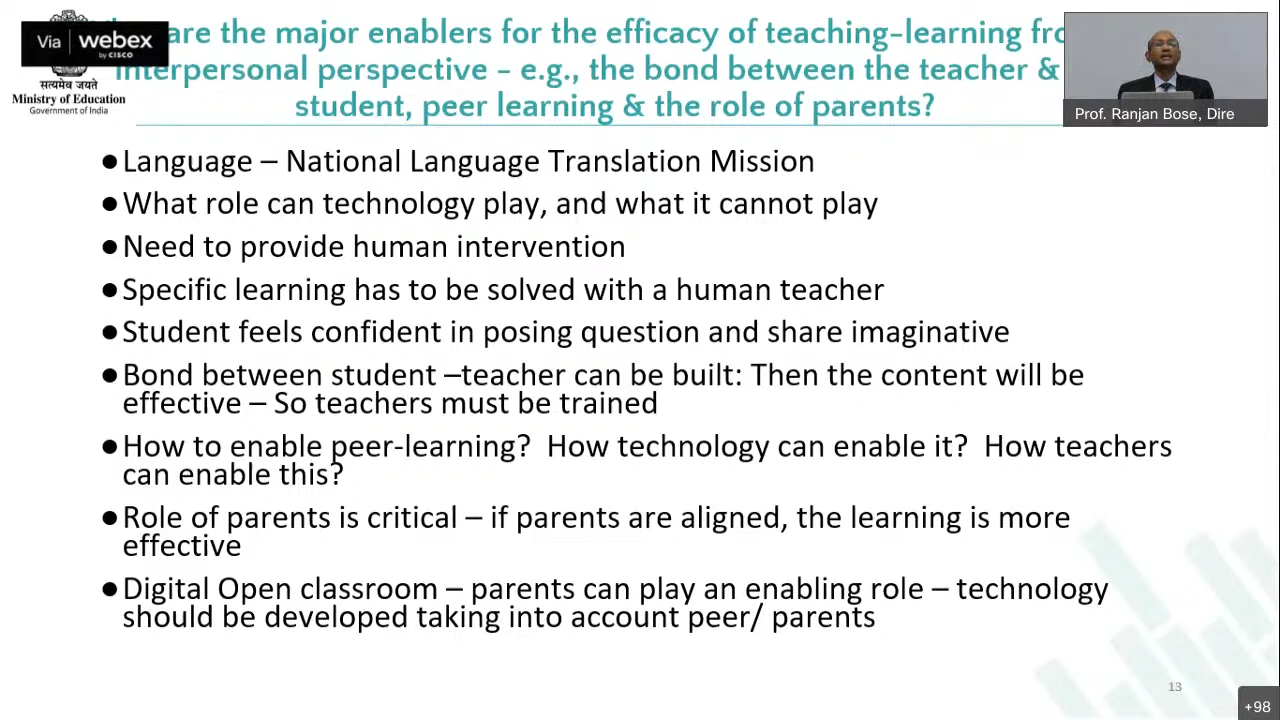 Via webex
by CISCO
सत्यमेव जयते
Ministry of Education
Government of India
are the major enablers for the efficacy of teaching-learning
interpersonal perspective - e.g., the bond between the teacher &
student, peer learning & the role of parents?
Prof. Ranjan Bose, Dire
●Language – National Language Translation Mission
●What role can technology play, and what it cannot play
●Need to provide human intervention
●Specific learning has to be solved with a human teacher
●Student feels confident in posing question and share imaginative
●Bond between student –teacher can be built: Then the content will be
effective – So teachers must be trained
●How to enable peer-learning?  How technology can enable it?  How teachers
can enable this?
●Role of parents is critical – if parents are aligned, the learning is more
effective
●Digital Open classroom – parents can play an enabling role – technology
should be developed taking into account peer/ parents
13
+98